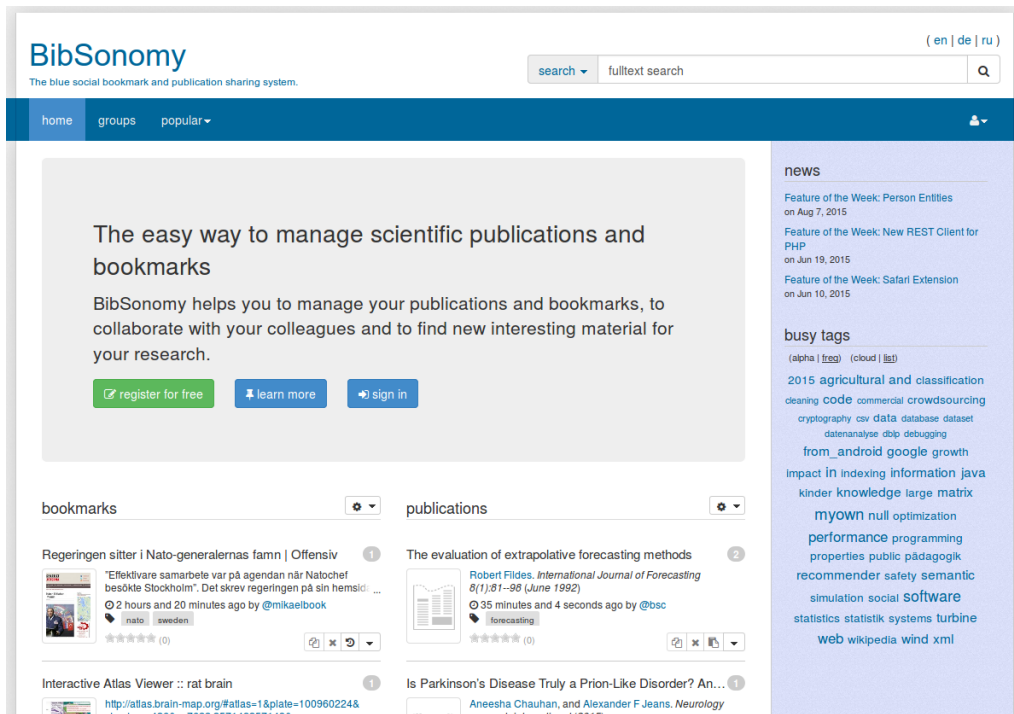 ( en | de | ru )
BibSonomy
The blue social bookmark and publication sharing system.
search fulltext search
home groups popular
The easy way to manage scientific publications and
bookmarks
BibSonomy helps you to manage your publications and bookmarks, to
collaborate with your colleagues and to find new interesting material for
your research.
register for free learn more sign in
bookmarks
Regeringen sitter i Nato-generalernas famn | Offensiv 1
"Effektivare samarbete var på agendan när Natochef
besökte Stockholm". Det skrev regeringen på sin hemsid ...
2 hours and 20 minutes ago by @mikaelbook
nato sweden
(0)
Interactive Atlas Viewer :: rat brain 1
http://atlas.brain-map.org/#atlas=1&plate=100960224&
publications
The evaluation of extrapolative forecasting methods 2
Robert Fildes. International Journal of Forecasting
8(1):81--98 (June 1992)
35 minutes and 4 seconds ago by @bsc
forecasting
(0)
Is Parkinson's Disease Truly a Prion-Like Disorder? An... 1
Aneesha Chauhan, and Alexander F Jeans. Neurology
news
Feature of the Week: Person Entities
on Aug 7, 2015
Feature of the Week: New REST Client for
PHP
on Jun 19, 2015
Feature of the Week: Safari Extension
on Jun 10, 2015
busy tags
(alpha | freq) (cloud | list)
2015 agricultural and classification
cleaning code commercial crowdsourcing
cryptography csv data database dataset
datenanalyse dblp debugging
from_android google growth
impact in indexing information java
kinder knowledge large matrix
myown null optimization
performance programming
properties public pädagogik
recommender safety semantic
simulation social software
statistics statistik systems turbine
web wikipedia wind xml